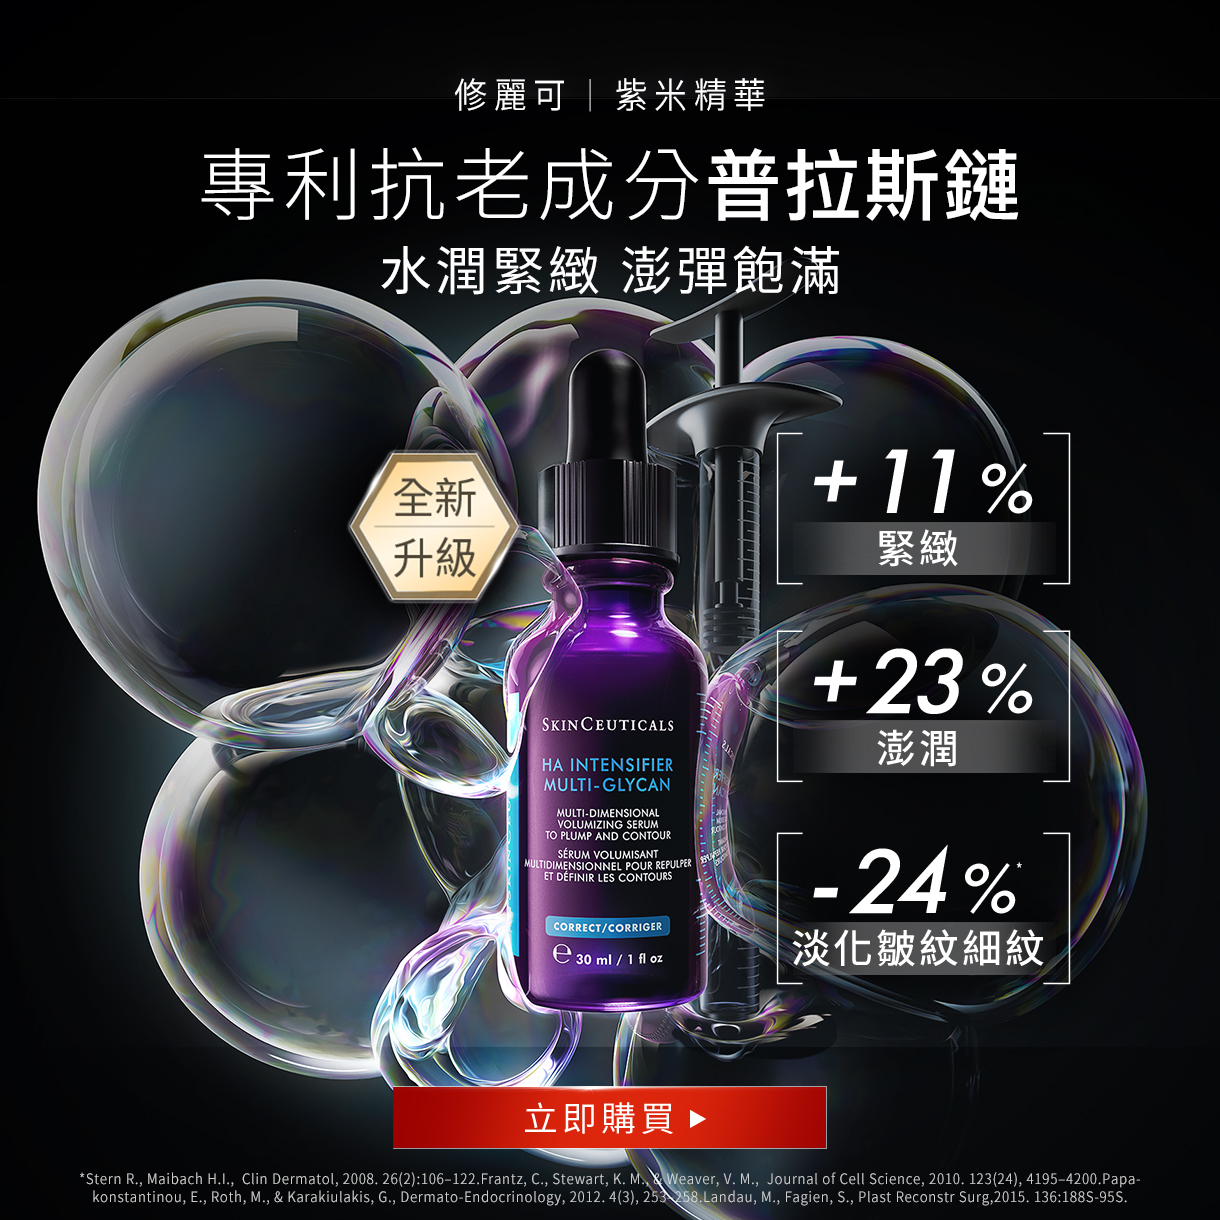 修麗可｜紫米精華
專利抗老成分普拉斯鏈
水潤緊緻 澎彈飽滿
全新
升級
+11%
緊緻
+23%
澎潤
-24%*
淡化皺紋細紋
SKINCEUTICALS
HA INTENSIFIER
MULTI-GLYCAN
MULTI-DIMENSIONAL
VOLUMIZING SERUM
TO PLUMP AND CONTOUR
SÉRUM VOLUMISANT
MULTIDIMENSIONNEL POUR REPULPER
ET DÉFINIR LES CONTOURS
CORRECT/CORRIGER
e 30 ml / 1 fl oz
立即購買
*Stern R., Maibach H.I., Clin Dermatol, 2008. 26(2):106–122.Frantz, C., Stewart, K. M., & Weaver, V. M., Journal of Cell Science, 2010. 123(24), 4195–4200.Papa-
konstantinou, E., Roth, M., & Karakiulakis, G., Dermato-Endocrinology, 2012. 4(3), 253–258.Landau, M., Fagien, S., Plast Reconstr Surg,2015. 136:188S-95S.